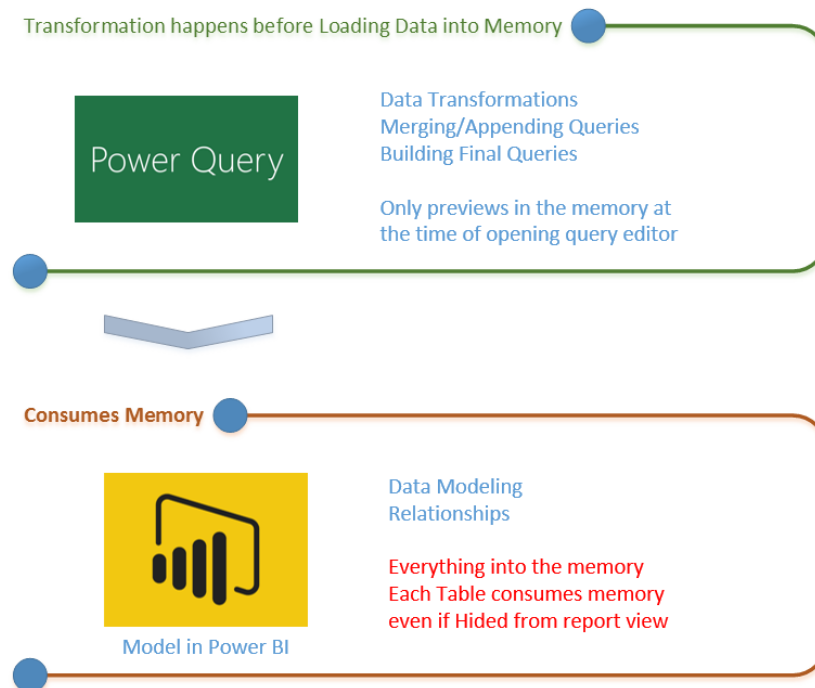 Transformation happens before Loading Data into Memory
Power Query
Data Transformations
Merging/Appending Queries
Building Final Queries
Only previews in the memory at
the time of opening query editor
Consumes Memory
Data Modeling
Relationships
Everything into the memory
Each Table consumes memory
even if Hided from report view
Model in Power BI